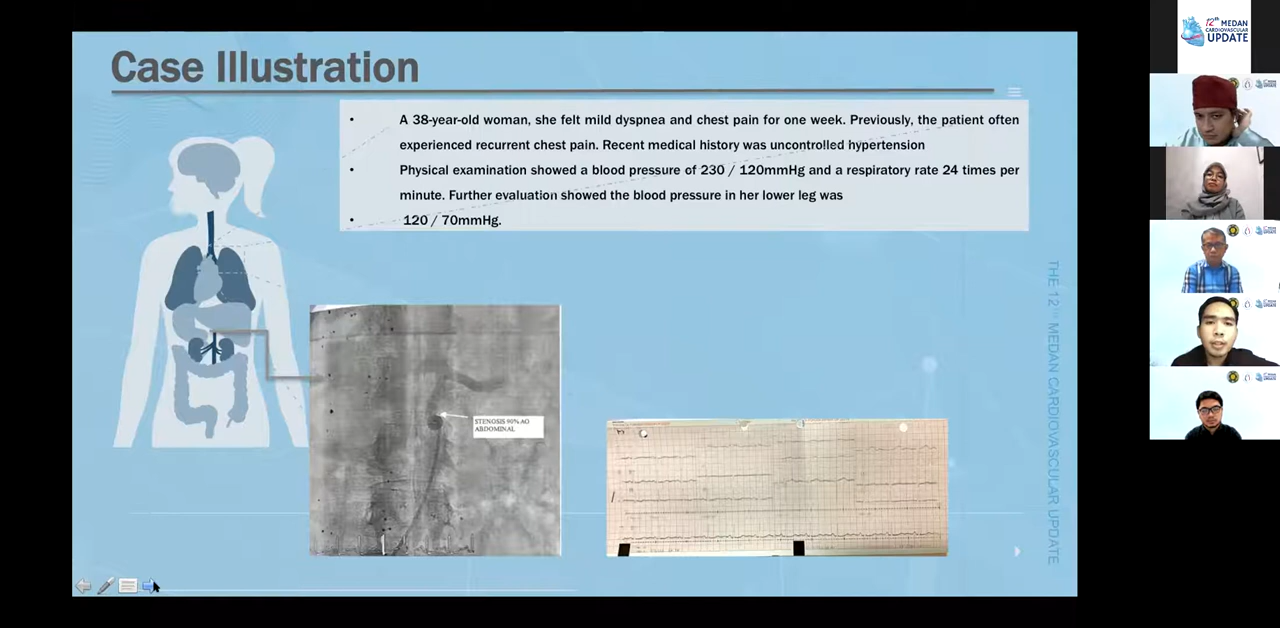 Case Illustration
• A 38-year-old woman, she felt mild dyspnea and chest pain for one week. Previously, the patient often
experienced recurrent chest pain. Recent medical history was uncontrolled hypertension
• Physical examination showed a blood pressure of 230 / 120mmHg and a respiratory rate 24 times per
minute. Further evaluation showed the blood pressure in her lower leg was
• 120 / 70mmHg.
STENOSIS 90% AO
ABDOMINAL
THE 12TH MEDAN CARDIOVASCULAR UPDATE
12th MEDAN
CARDIOVASCULAR
UPDATE